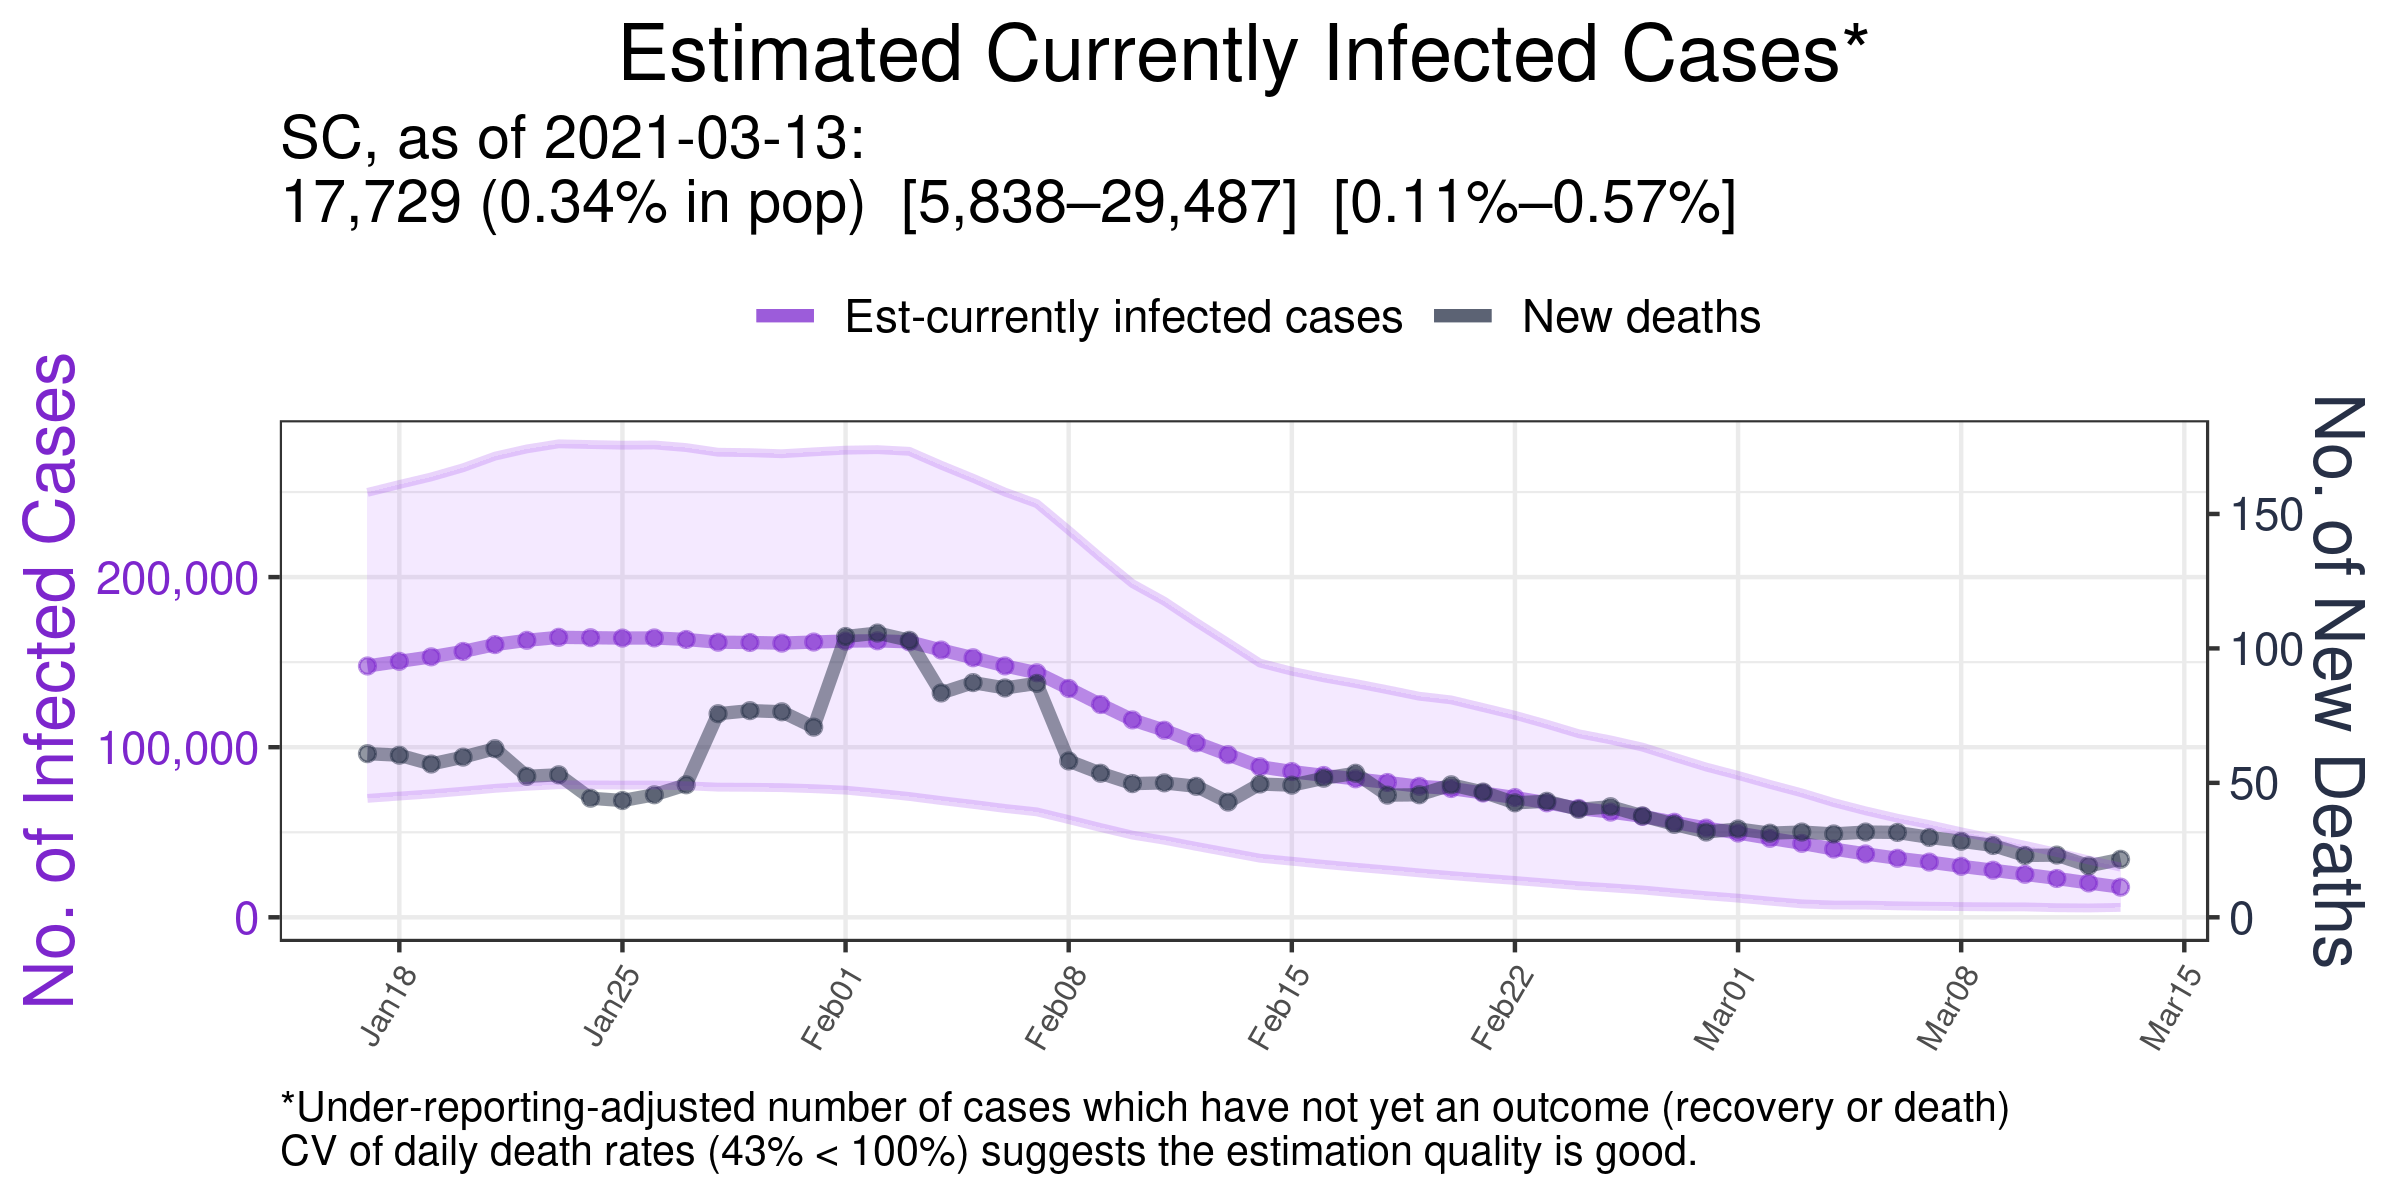 Estimated Currently Infected Cases*
SC, as of 2021-03-13:
17,729 (0.34% in pop) [5,838–29,487] [0.11%–0.57%]
Est-currently infected cases New deaths
No. of Infected Cases
200,000
100,000
0
150
100
50
0
No. of New Deaths
Jan18 Jan25 Feb01 Feb08 Feb15 Feb22 Mar01 Mar08 Mar15
*Under-reporting-adjusted number of cases which have not yet an outcome (recovery or death)
CV of daily death rates (43% < 100%) suggests the estimation quality is good.